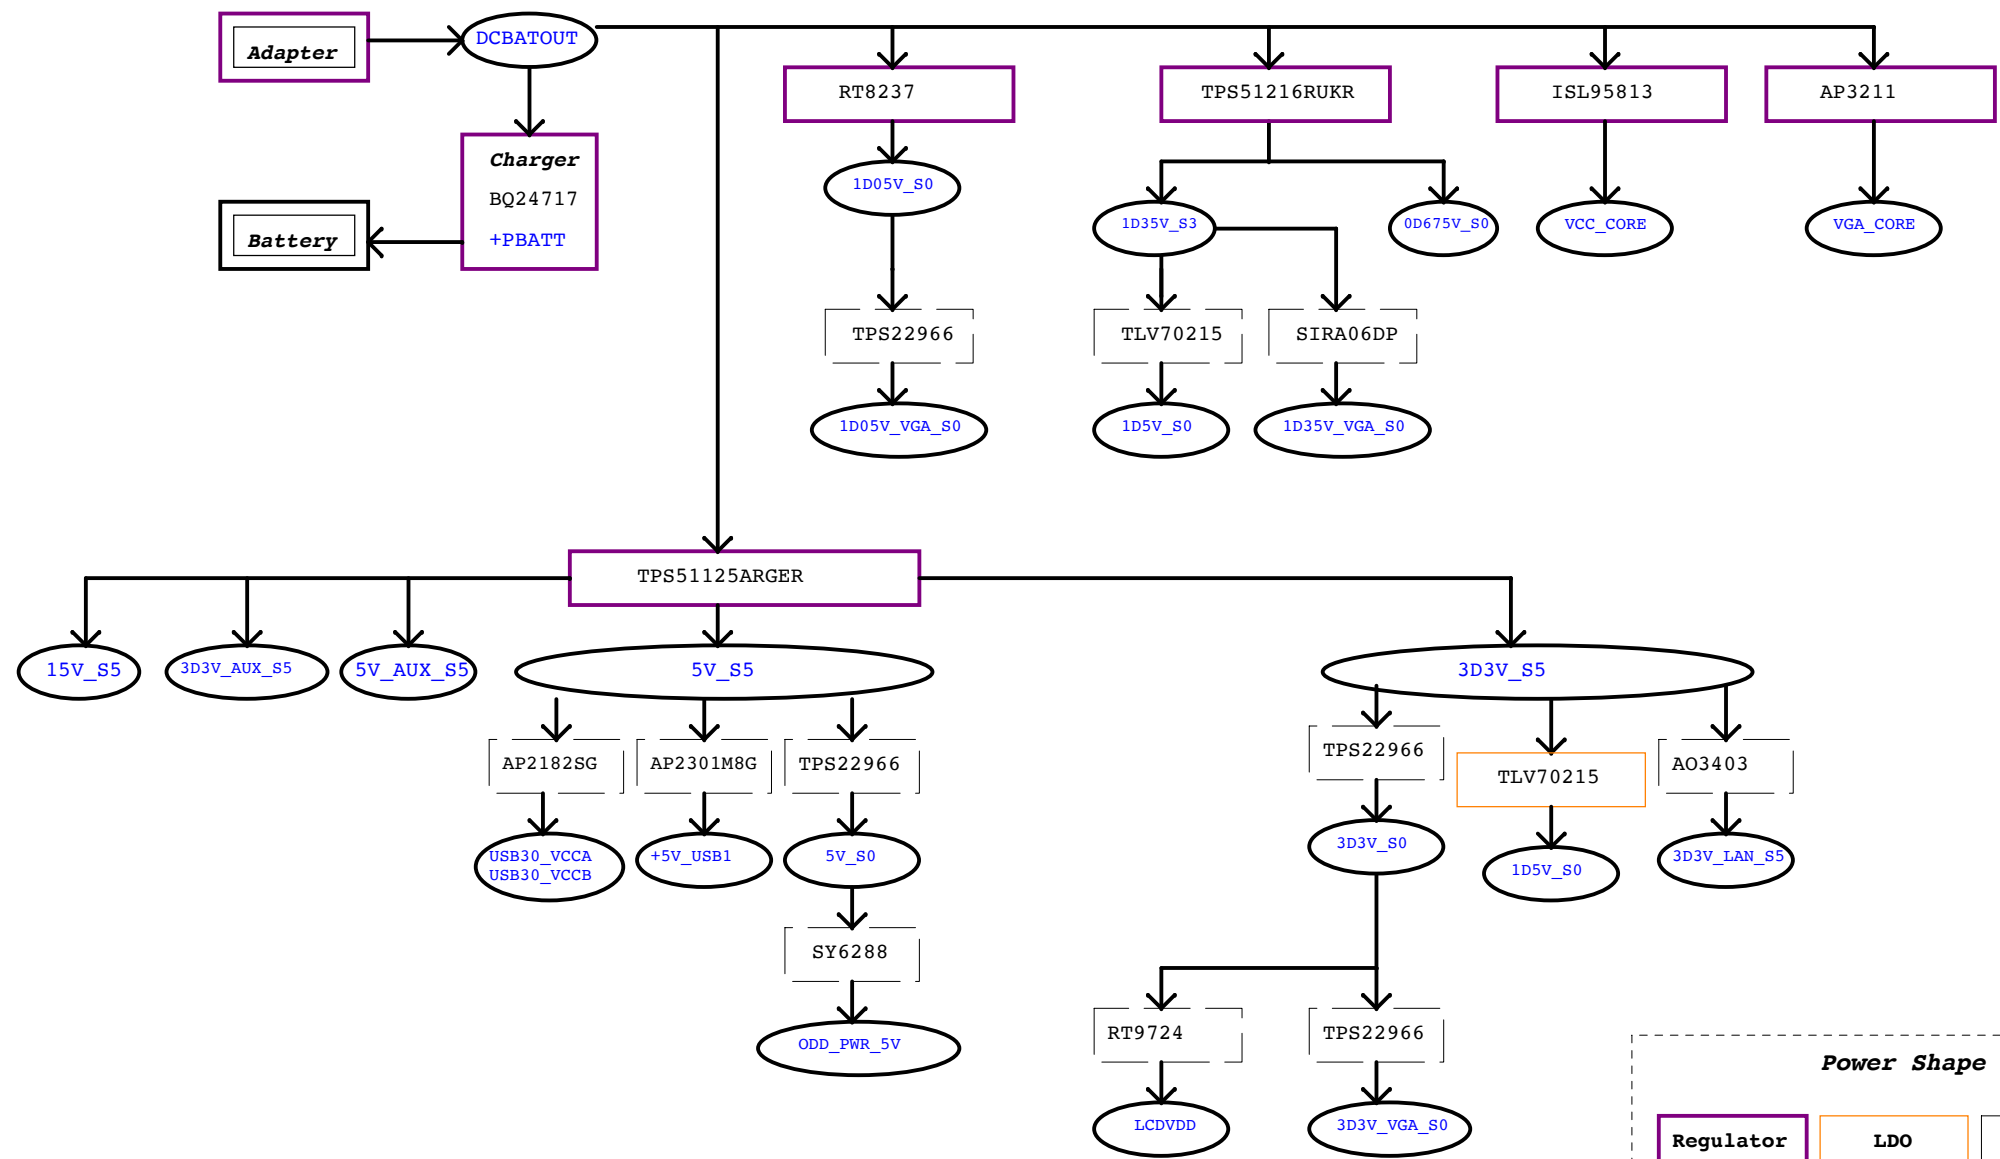 Adapter
DCBATOUT
RT8237
TPS51216RUKR
ISL95813
AP3211
Charger
BQ24717
+PBATT
Battery
1D05V_S0
1D35V_S3
0D675V_S0
VCC_CORE
VGA_CORE
TPS22966
TLV70215
SIRA06DP
1D05V_VGA_S0
1D5V_S0
1D35V_VGA_S0
TPS51125ARGER
15V_S5
3D3V_AUX_S5
5V_AUX_S5
5V_S5
3D3V_S5
AP2182SG
AP2301M8G
TPS22966
TPS22966
TLV70215
AO3403
USB30_VCCA
USB30_VCCB
+5V_USB1
5V_S0
3D3V_S0
1D5V_S0
3D3V_LAN_S5
SY6288
ODD_PWR_5V
RT9724
TPS22966
LCDVDD
3D3V_VGA_S0
Power Shape
Regulator
LDO